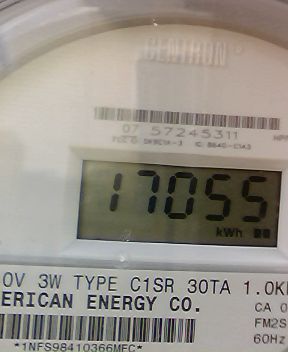 CENTRON
07 57245311
17055
kWh
0V 3W TYPE C1SR 30TA 1.0K
ERICAN ENERGY CO.
CA 0
FM2S
60Hz
*1NFS98410366MFC*